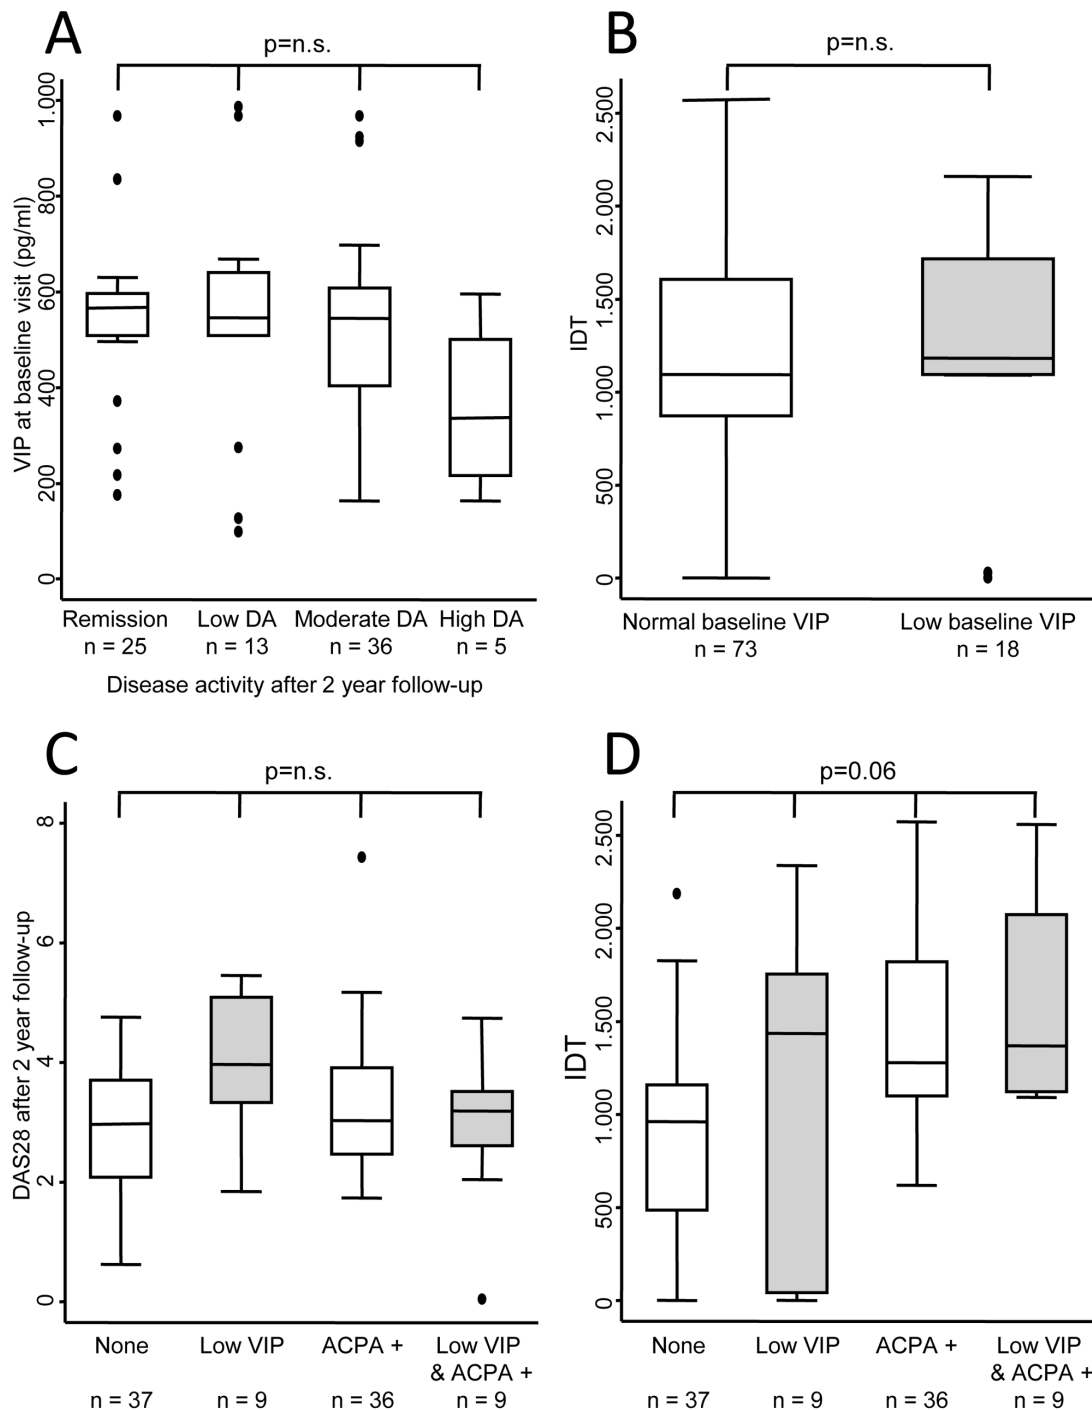 A
p=n.s.
VIP at baseline visit (pg/ml)
1.000
800
600
400
200
0
Remission Low DA Moderate DA High DA
n = 25 n = 13 n = 36 n = 5
Disease activity after 2 year follow-up
B
p=n.s.
IDT
2.500
2.000
1.500
1.000
500
0
Normal baseline VIP Low baseline VIP
n = 73 n = 18
C
p=n.s.
DAS28 after 2 year follow-up
8
6
4
2
0
None Low VIP ACPA + Low VIP
& ACPA +
n = 37 n = 9 n = 36 n = 9
D
p=0.06
IDT
2.500
2.000
1.500
1.000
500
0
None Low VIP ACPA + Low VIP
& ACPA +
n = 37 n = 9 n = 36 n = 9